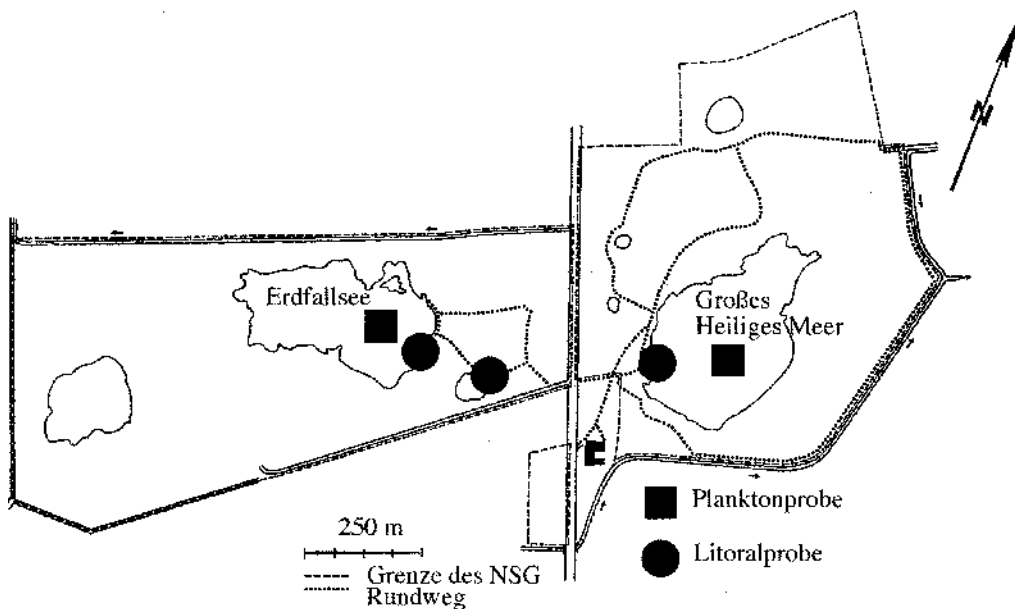 N
Erdfallsee
Großes
Heiliges Meer
Planktonprobe
250 m
Litoralprobe
Grenze des NSG
Rundweg